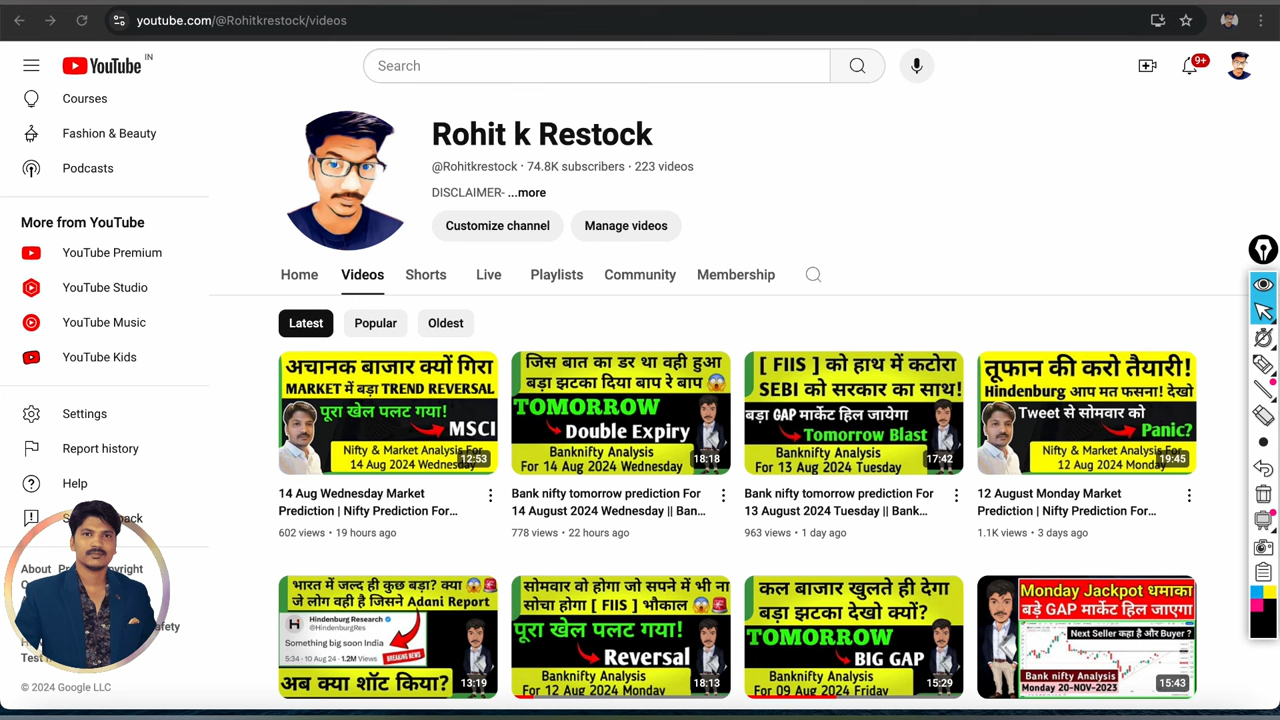 youtube.com/@Rohitkrestock/videos
YouTube IN
Search
9+
Courses
Fashion & Beauty
Podcasts
More from YouTube
YouTube Premium
YouTube Studio
YouTube Music
YouTube Kids
Settings
Report history
Help
About
© 2024 Google LLC
Rohit k Restock
@Rohitkrestock · 74.8K subscribers · 223 videos
DISCLAIMER- ...more
Customize channel
Manage videos
Home Videos Shorts Live Playlists Community Membership
Latest Popular Oldest
अचानक बाजार क्यों गिरा
MARKET में बड़ा TREND REVERSAL
पूरा खेल पलट गया!
MSCI
Nifty & Market Analysis For
14 Aug 2024 Wednesday
12:53
14 Aug Wednesday Market
Prediction | Nifty Prediction For...
602 views · 19 hours ago
जिस बात का डर था वही हुआ
बड़ा झटका दिया बाप रे बाप 😱
TOMORROW
Double Expiry
Banknifty Analysis
For 14 Aug 2024 Wednesday
18:18
Bank nifty tomorrow prediction For
14 August 2024 Wednesday || Ban...
778 views · 22 hours ago
[ FIIS ] को हाथ में कटोरा
SEBI को सरकार का साथ!
बड़ा GAP मार्केट हिल जायेगा
Tomorrow Blast
Banknifty Analysis
For 13 Aug 2024 Tuesday
17:42
Bank nifty tomorrow prediction For
13 August 2024 Tuesday || Bank...
963 views · 1 day ago
तूफान की करो तैयारी!
Hindenburg आप मत फसना! देखो
Tweet से सोमवार को
Panic?
Nifty & Market Analysis For
12 Aug 2024 Monday
19:45
12 August Monday Market
Prediction | Nifty Prediction For...
1.1K views · 3 days ago
भारत में जल्द ही कुछ बड़ा? क्या 😱🚨
जे लोग वही है जिसने Adani Report
H Hindenburg Research
@HindenburgRes
Something big soon India
5:34 · 10 Aug 24 · 1.2M Views
BREAKING NEWS
अब क्या शॉट किया?
13:19
सोमवार वो होगा जो सपने में भी ना
सोचा होगा [ FIIS ] भौकाल 😱🚨
पूरा खेल पलट गया!
Reversal
Banknifty Analysis
For 12 Aug 2024 Monday
18:13
कल बाजार खुलते ही देगा
बड़ा झटका देखो क्यों?
TOMORROW
BIG GAP
Banknifty Analysis
For 09 Aug 2024 Friday
15:29
Monday Jackpot धमाका
बड़े GAP मार्केट हिल जाएगा
Next Seller कहा है और Buyer ?
Bank nifty Analysis
Monday 20-NOV-2023
15:43